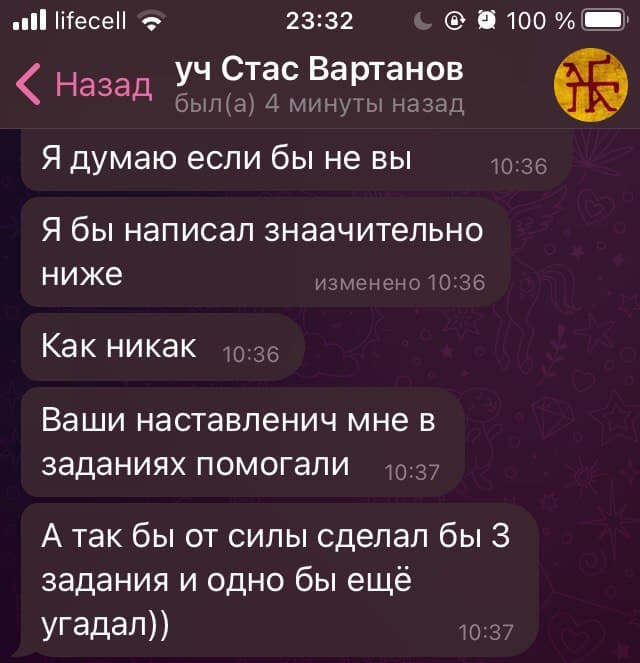 lifecell 23:32 100 %
Назад уч Стас Вартанов
был(а) 4 минуты назад
Я думаю если бы не вы 10:36
Я бы написал знаачительно
ниже изменено 10:36
Как никак 10:36
Ваши наставленич мне в
заданиях помогали 10:37
А так бы от силы сделал бы 3
задания и одно бы ещё
угадал)) 10:37